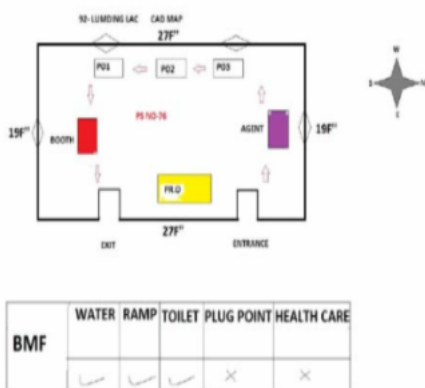 92- LUMDING LAC CAD MAP
27F"
PO1 PO2 PO3
W
S N
E
PS NO-76
19F" BOOTH AGENT 19F"
PR.O
27F"
EXIT ENTRANCE
BMF WATER RAMP TOILET PLUG POINT HEALTH CARE